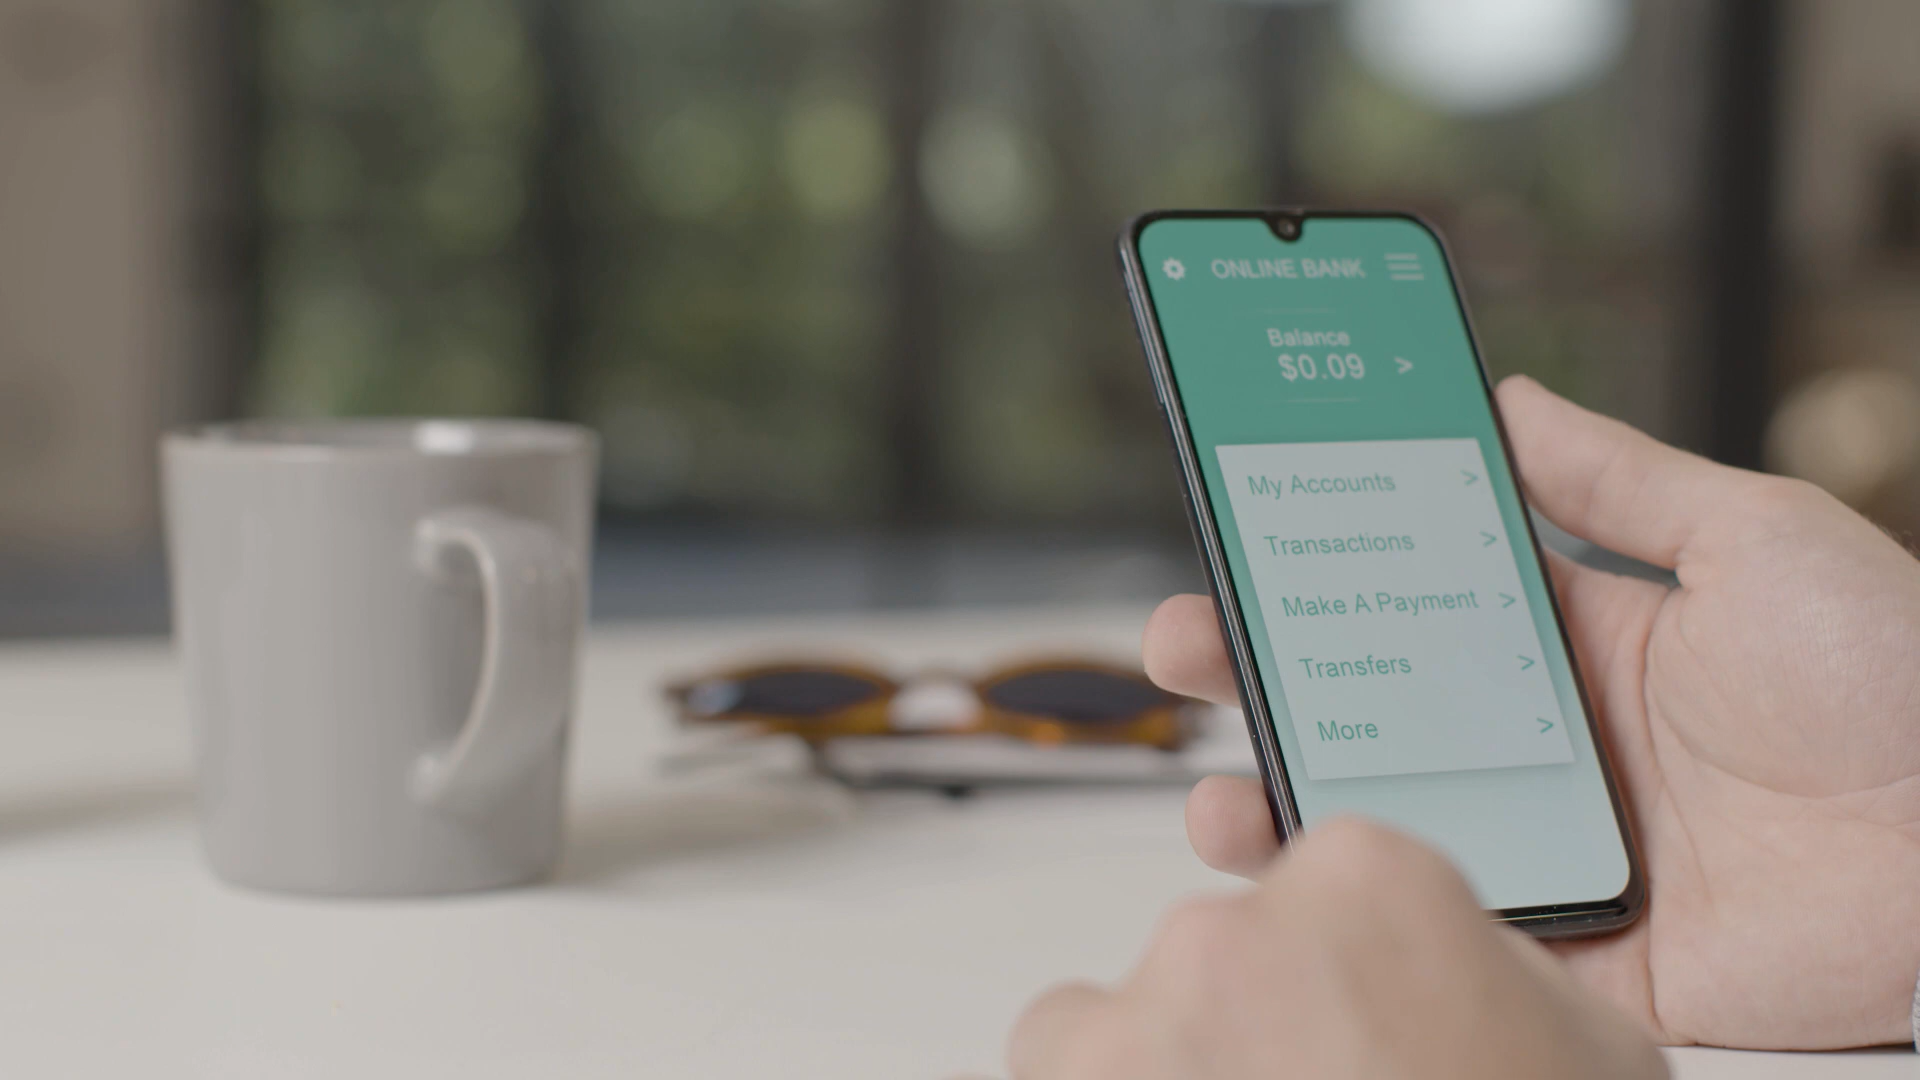 ONLINE BANK
Balance
$0.09 >
My Accounts >
Transactions >
Make A Payment >
Transfers >
More >